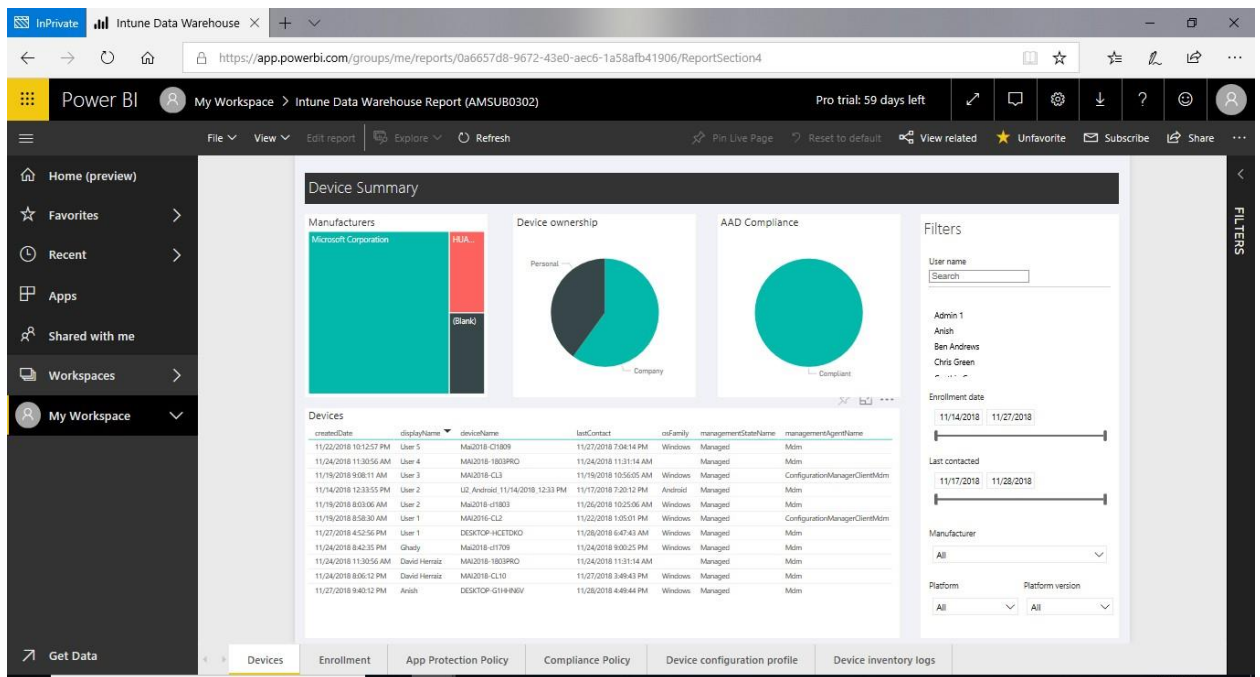 InPrivate Intune Data Warehouse
https://app.powerbi.com/groups/me/reports/0a6657d8-9672-43e0-aec6-1a58afb41906/ReportSection4
Power BI My Workspace > Intune Data Warehouse Report (AMSUB0302) Pro trial: 59 days left
File View Edit report Explore Refresh Pin Live Page Reset to default View related Unfavorite Subscribe Share
Home (preview)
Favorites
Recent
Apps
Shared with me
Workspaces
My Workspace
Get Data
Device Summary
Manufacturers
Microsoft Corporation
HUA...
(Blank)
Device ownership
Personal
Company
AAD Compliance
Compliant
Devices
createdDate displayName deviceName lastContact osFamily managementStateName managementAgentName
11/22/2018 10:12:57 PM User 5 Mai2018-Cl1809 11/27/2018 7:04:14 PM Windows Managed Mdm
11/24/2018 11:30:56 AM User 4 MAI2018-1803PRO 11/24/2018 11:31:14 AM Managed Mdm
11/19/2018 9:08:11 AM User 3 MAI2018-CL3 11/19/2018 10:56:05 AM Windows Managed ConfigurationManagerClientMdm
11/14/2018 12:33:55 PM User 2 U2_Android_11/14/2018_12:33 PM 11/17/2018 7:20:12 PM Android Managed Mdm
11/19/2018 8:03:06 AM User 2 Mai2018-cl1803 11/26/2018 10:25:06 AM Windows Managed Mdm
11/19/2018 8:58:30 AM User 1 MAI2016-CL2 11/22/2018 1:05:01 PM Windows Managed ConfigurationManagerClientMdm
11/27/2018 4:52:56 PM User 1 DESKTOP-HCETDKO 11/28/2018 6:47:43 AM Windows Managed Mdm
11/24/2018 8:42:35 PM Ghady Mai2018-cl1709 11/24/2018 9:00:25 PM Windows Managed Mdm
11/24/2018 11:30:56 AM David Herraiz MAI2018-1803PRO 11/24/2018 11:31:14 AM Managed Mdm
11/24/2018 8:06:12 PM David Herraiz MAI2018-CL10 11/27/2018 3:49:43 PM Windows Managed Mdm
11/27/2018 9:40:12 PM Anish DESKTOP-G1HHN6V 11/28/2018 4:49:44 PM Windows Managed Mdm
Filters
User name
Search
Admin 1
Anish
Ben Andrews
Chris Green
Enrollment date
11/14/2018 11/27/2018
Last contacted
11/17/2018 11/28/2018
Manufacturer
All
Platform Platform version
All All
FILTERS
Devices Enrollment App Protection Policy Compliance Policy Device configuration profile Device inventory logs